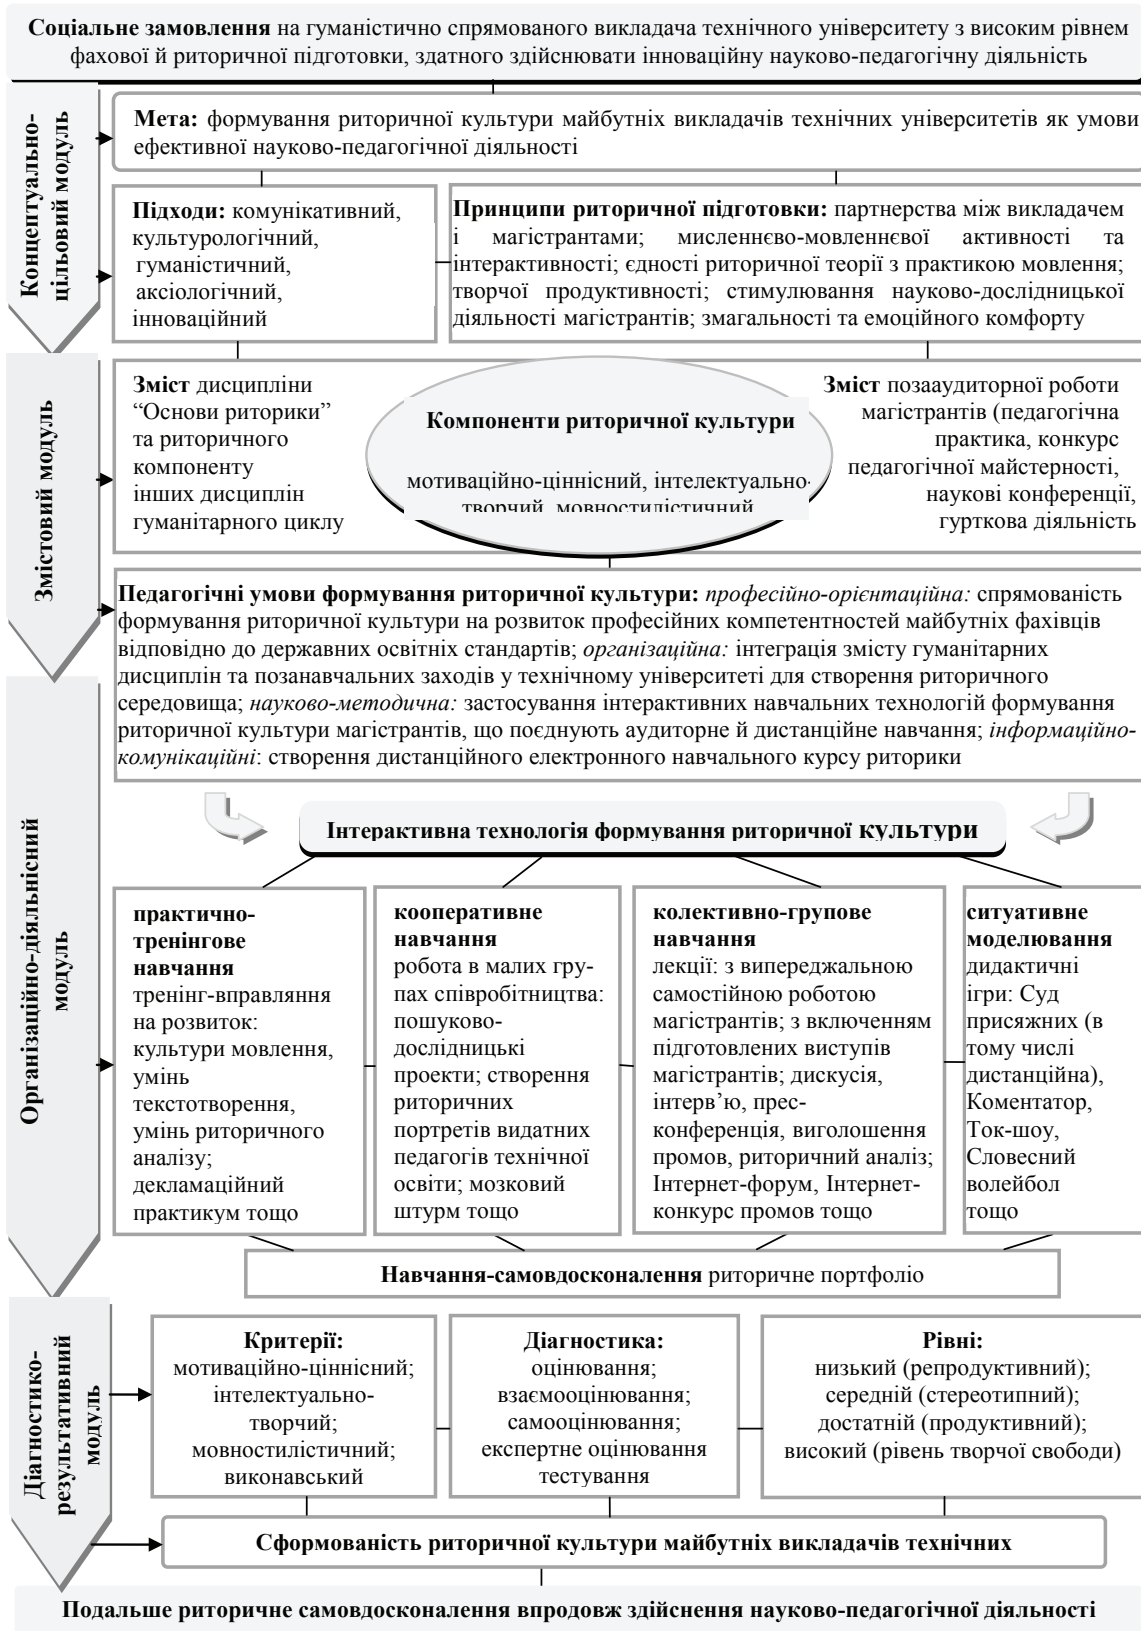 Соціальне замовлення на гуманістично спрямованого викладача технічного університету з високим рівнем
фахової й риторичної підготовки, здатного здійснювати інноваційну науково-педагогічну діяльність
Концептуально-
цільовий модуль
Мета: формування риторичної культури майбутніх викладачів технічних університетів як умови
ефективної науково-педагогічної діяльності
Підходи: комунікативний,
культурологічний,
гуманістичний,
аксіологічний,
інноваційний
Принципи риторичної підготовки: партнерства між викладачем
і магістрантами; мисленнєво-мовленнєвої активності та
інтерактивності; єдності риторичної теорії з практикою мовлення;
творчої продуктивності; стимулювання науково-дослідницької
діяльності магістрантів; змагальності та емоційного комфорту
Змістовий модуль
Зміст дисципліни
“Основи риторики”
та риторичного
компоненту
інших дисциплін
гуманітарного циклу
Компоненти риторичної культури
мотиваційно-ціннісний, інтелектуально-
творчий, мовностилістичний
Зміст позааудиторної роботи
магістрантів (педагогічна
практика, конкурс
педагогічної майстерності,
наукові конференції,
гурткова діяльність
Педагогічні умови формування риторичної культури: професійно-орієнтаційна: спрямованість
формування риторичної культури на розвиток професійних компетентностей майбутніх фахівців
відповідно до державних освітніх стандартів; організаційна: інтеграція змісту гуманітарних
дисциплін та позанавчальних заходів у технічному університеті для створення риторичного
середовища; науково-методична: застосування інтерактивних навчальних технологій формування
риторичної культури магістрантів, що поєднують аудиторне й дистанційне навчання; інформаційно-
комунікаційні: створення дистанційного електронного навчального курсу риторики
Організаційно-діяльнісний
модуль
Інтерактивна технологія формування риторичної культури
практично-
тренінгове
навчання
тренінг-вправляння
на розвиток:
культури мовлення,
умінь
текстотворення,
умінь риторичного
аналізу;
декламаційний
практикум тощо
кооперативне
навчання
робота в малих гру-
пах співробітництва:
пошуково-
дослідницькі
проекти; створення
риторичних
портретів видатних
педагогів технічної
освіти; мозковий
штурм тощо
колективно-групове
навчання
лекції: з випереджальною
самостійною роботою
магістрантів; з включенням
підготовлених виступів
магістрантів; дискусія,
інтерв’ю, прес-
конференція, виголошення
промов, риторичний аналіз;
Інтернет-форум, Інтернет-
конкурс промов тощо
ситуативне
моделювання
дидактичні
ігри: Суд
присяжних (в
тому числі
дистанційна),
Коментатор,
Ток-шоу,
Словесний
волейбол
тощо
Навчання-самовдосконалення риторичне портфоліо
Діагностико-
результативний
модуль
Критерії:
мотиваційно-ціннісний;
інтелектуально-
творчий;
мовностилістичний;
виконавський
Діагностика:
оцінювання;
взаємооцінювання;
самооцінювання;
експертне оцінювання
тестування
Рівні:
низький (репродуктивний);
середній (стереотипний);
достатній (продуктивний);
високий (рівень творчої свободи)
Сформованість риторичної культури майбутніх викладачів технічних
Подальше риторичне самовдосконалення впродовж здійснення науково-педагогічної діяльності